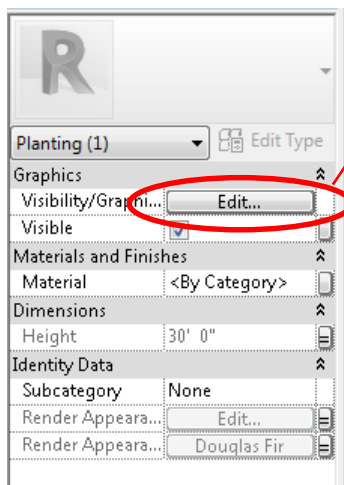 R
Planting (1) Edit Type
Graphics
Visibility/Graphi... Edit...
Visible
Materials and Finishes
Material <By Category>
Dimensions
Height 30' 0" =
Identity Data
Subcategory None
Render Appeara... Edit... =
Render Appeara... Douglas Fir =